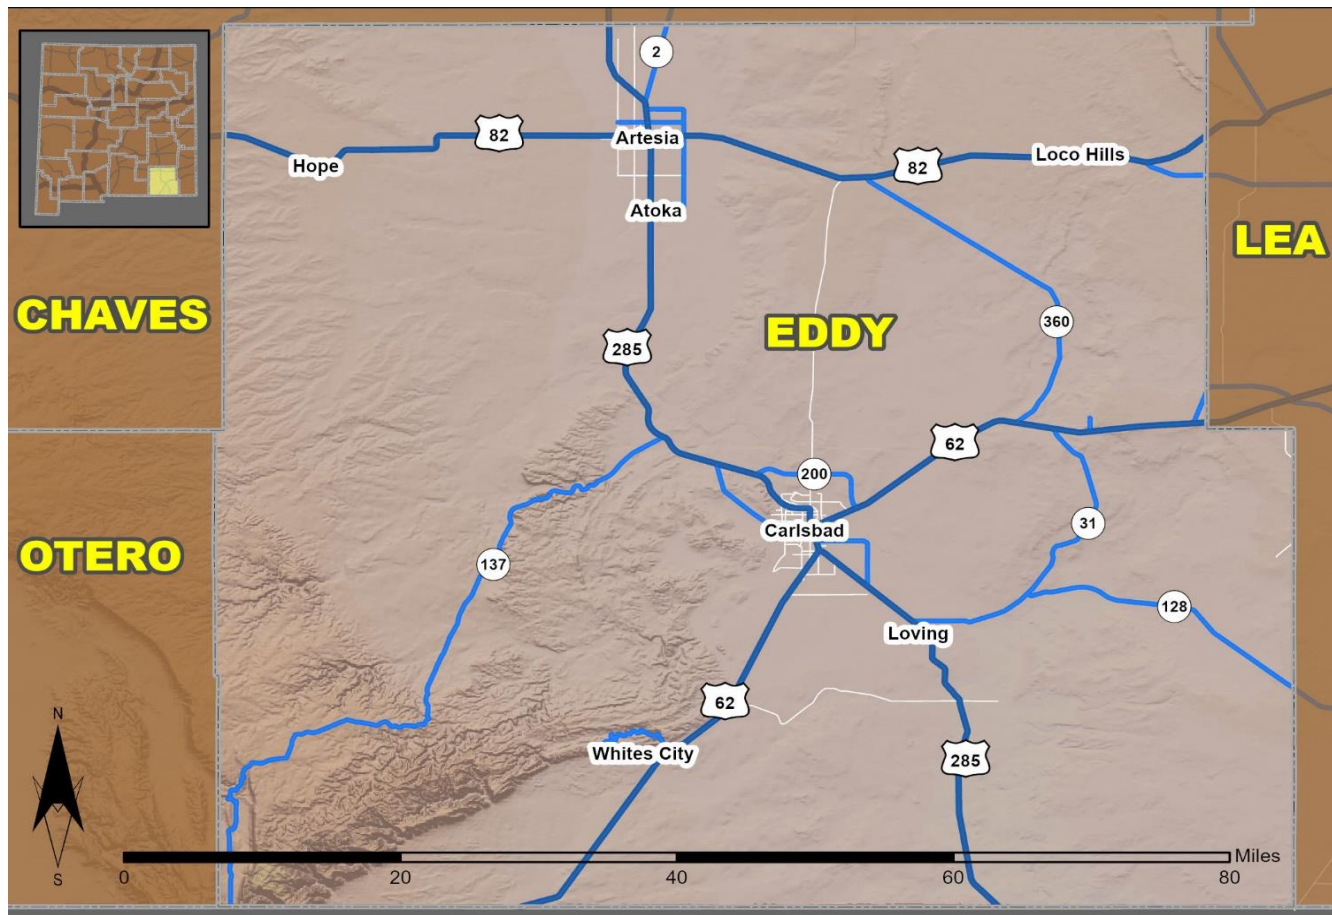 2
82
Artesia
Hope
82
Loco Hills
Atoka
LEA
CHAVES
EDDY
360
285
62
200
31
Carlsbad
OTERO
137
128
Loving
62
N
Whites City
285
S
0
20
40
60
80
Miles